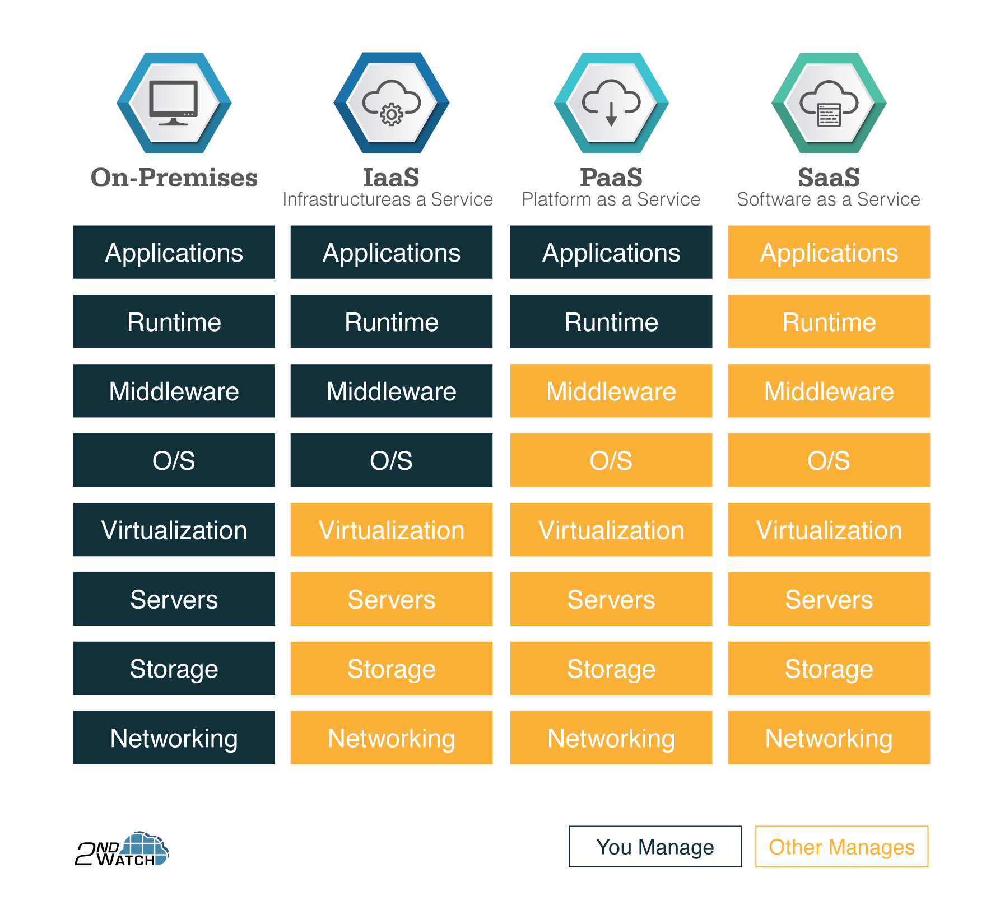 On-Premises
IaaS
Infrastructureas a Service
PaaS
Platform as a Service
SaaS
Software as a Service
Applications
Applications
Applications
Applications
Runtime
Runtime
Runtime
Runtime
Middleware
Middleware
Middleware
Middleware
O/S
O/S
O/S
O/S
Virtualization
Virtualization
Virtualization
Virtualization
Servers
Servers
Servers
Servers
Storage
Storage
Storage
Storage
Networking
Networking
Networking
Networking
2ND
WATCH
You Manage
Other Manages